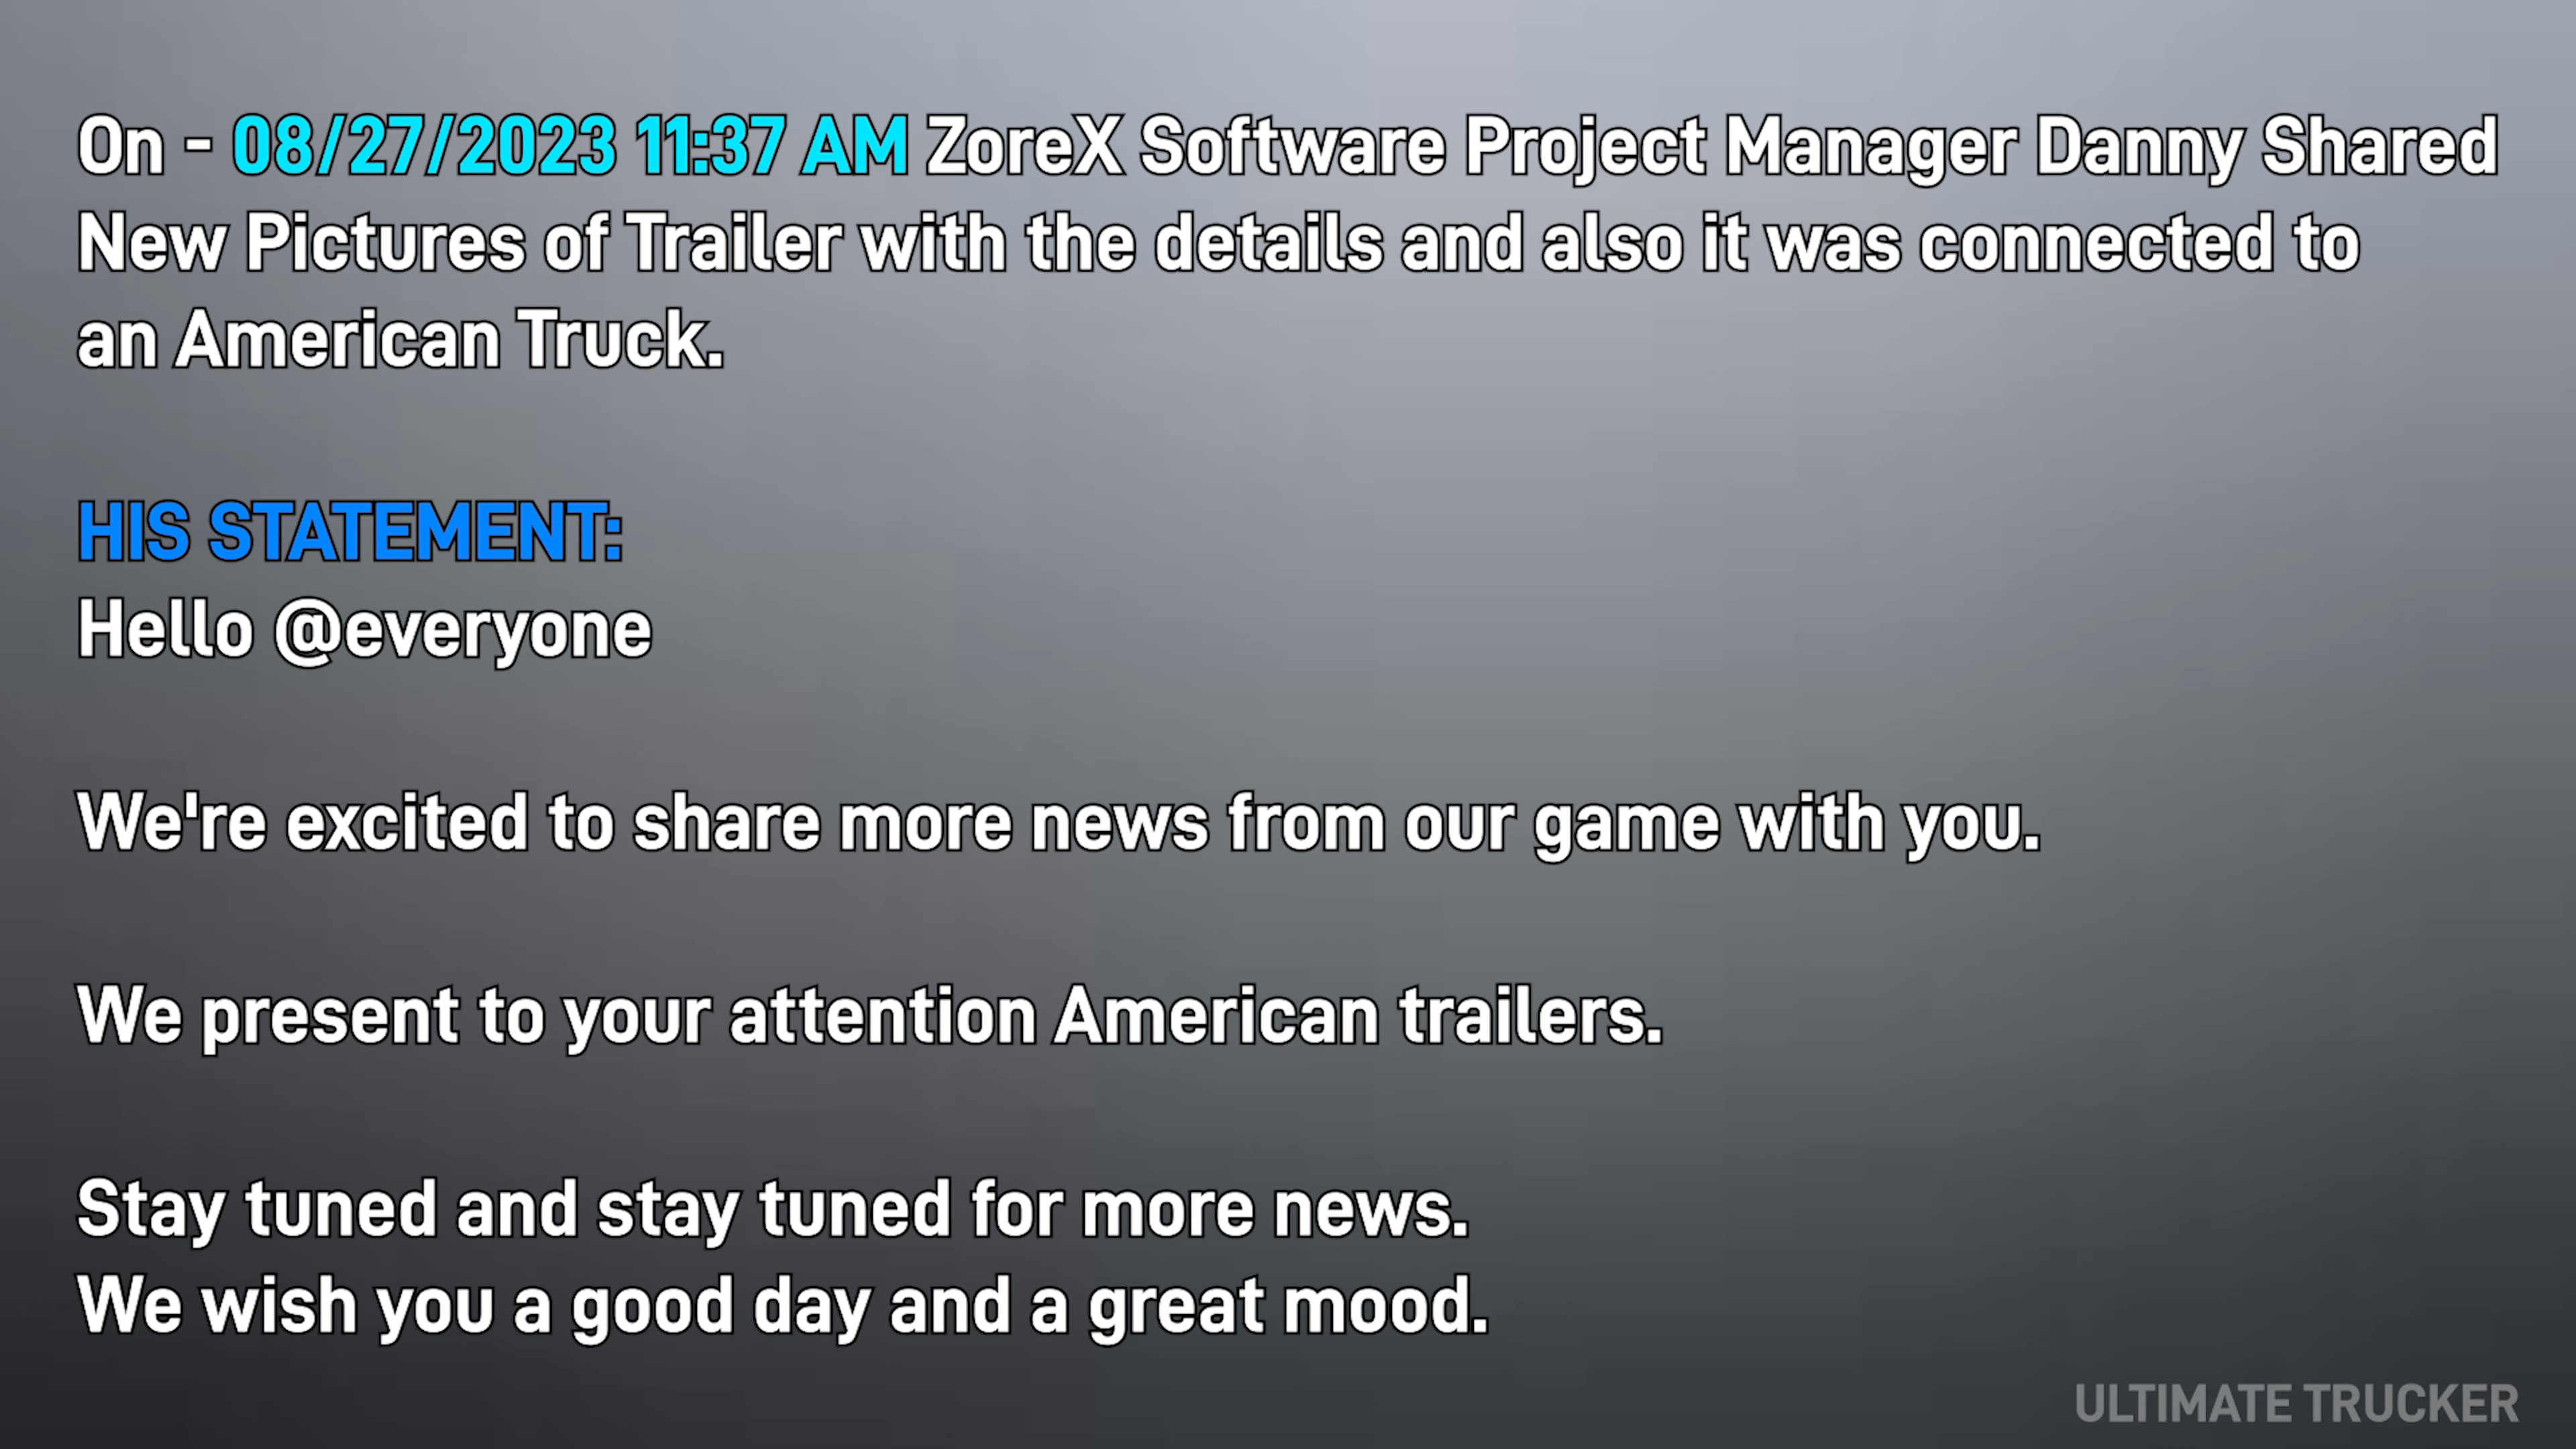 On - 08/27/2023 11:37 AM ZoreX Software Project Manager Danny Shared
New Pictures of Trailer with the details and also it was connected to
an American Truck.
HIS STATEMENT:
Hello @everyone
We're excited to share more news from our game with you.
We present to your attention American trailers.
Stay tuned and stay tuned for more news.
We wish you a good day and a great mood.
ULTIMATE TRUCKER